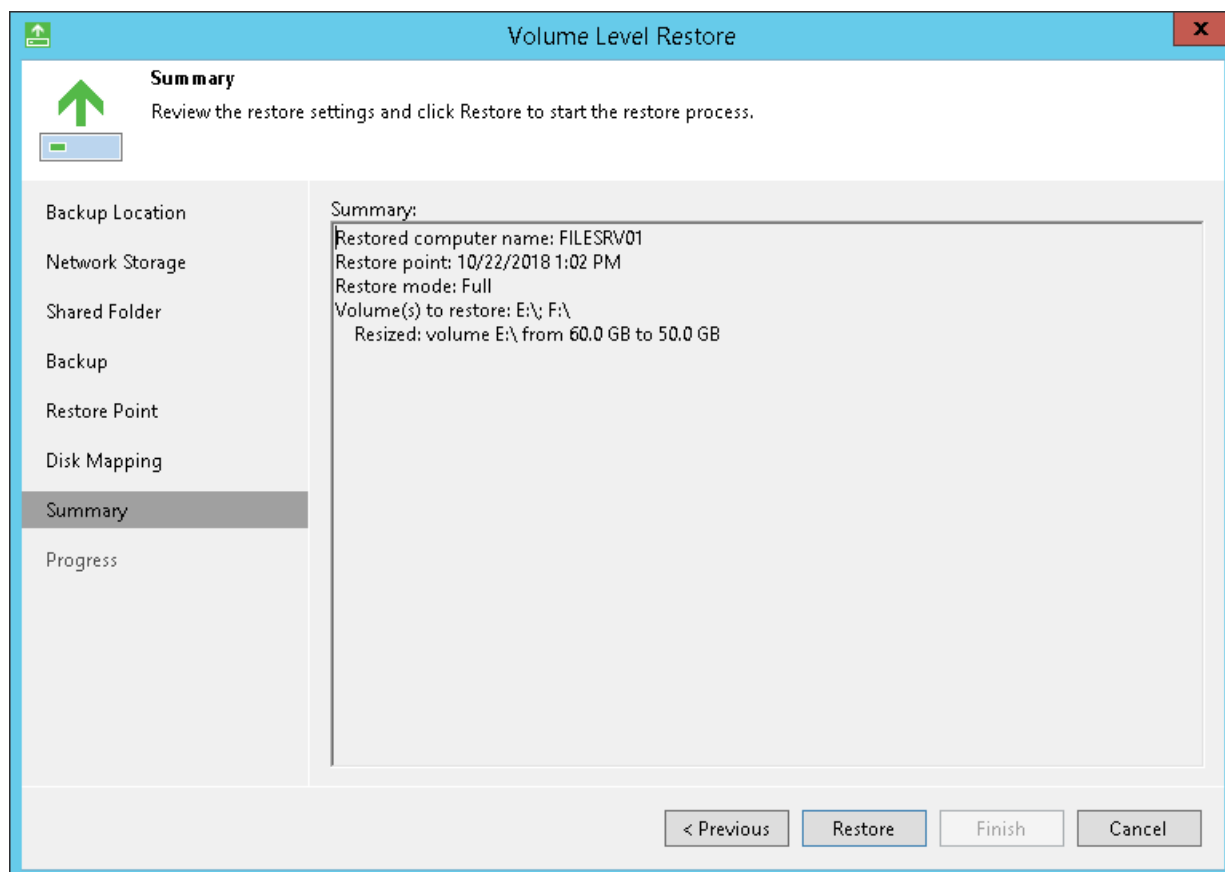 Volume Level Restore
x
Summary
Review the restore settings and click Restore to start the restore process.
Backup Location
Network Storage
Shared Folder
Backup
Restore Point
Disk Mapping
Summary
Progress
Summary:
Restored computer name: FILESRV01
Restore point: 10/22/2018 1:02 PM
Restore mode: Full
Volume(s) to restore: E:\; F:\
Resized: volume E:\ from 60.0 GB to 50.0 GB
< Previous
Restore
Finish
Cancel